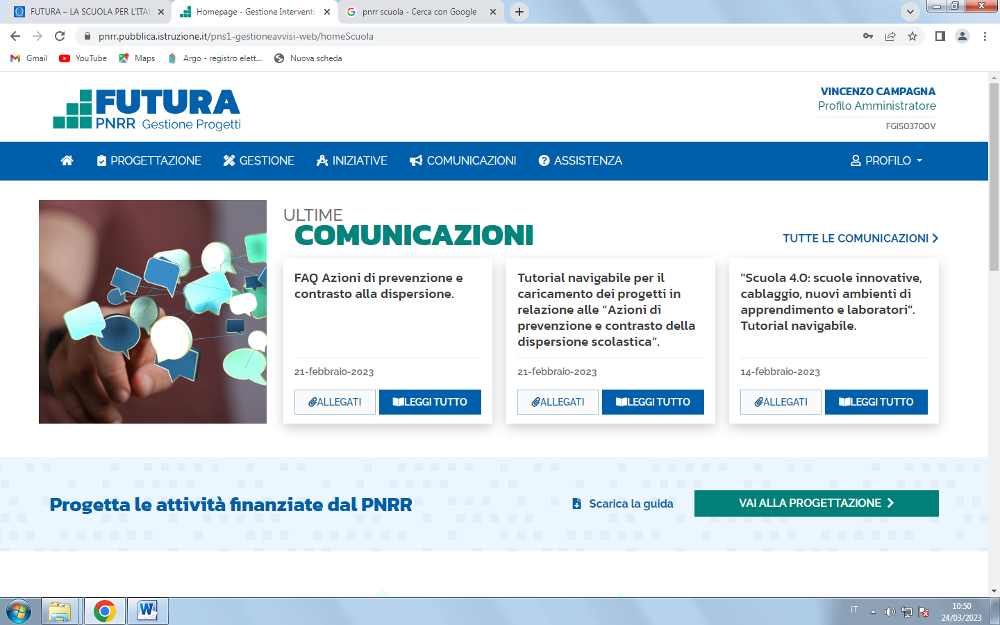 FUTURA – LA SCUOLA PER L'ITAL
Homepage - Gestione Interventi
pnrr scuola - Cerca con Google
pnrr.pubblica.istruzione.it/pns1-gestioneavvisi-web/homeScuola
Gmail
YouTube
Maps
Argo - registro elett...
Nuova scheda
FUTURA
PNRR | Gestione Progetti
VINCENZO CAMPAGNA
Profilo Amministratore
FGIS03700V
PROGETTAZIONE
GESTIONE
INIZIATIVE
COMUNICAZIONI
ASSISTENZA
PROFILO
ULTIME
COMUNICAZIONI
TUTTE LE COMUNICAZIONI
FAQ Azioni di prevenzione e
contrasto alla dispersione.
21-febbraio-2023
ALLEGATI
LEGGI TUTTO
Tutorial navigabile per il
caricamento dei progetti in
relazione alle “Azioni di
prevenzione e contrasto della
dispersione scolastica”.
21-febbraio-2023
ALLEGATI
LEGGI TUTTO
"Scuola 4.0: scuole innovative,
cablaggio, nuovi ambienti di
apprendimento e laboratori".
Tutorial navigabile.
14-febbraio-2023
ALLEGATI
LEGGI TUTTO
Progetta le attività finanziate dal PNRR
Scarica la guida
VAI ALLA PROGETTAZIONE
IT
10:50
24/03/2023